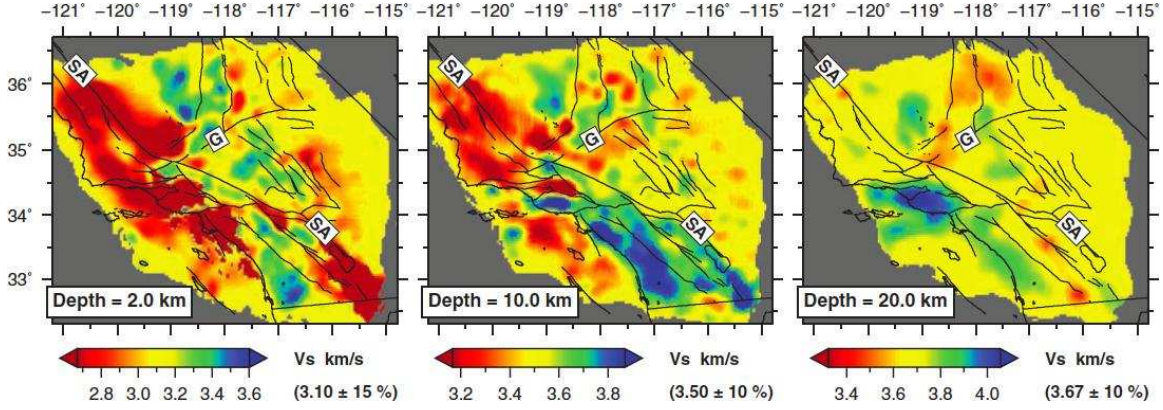 −121° −120° −119° −118° −117° −116° −115°
−121° −120° −119° −118° −117° −116° −115°
−121° −120° −119° −118° −117° −116° −115°
36°
35°
34°
33°
SA
G
SA
Depth = 2.0 km
SA
G
SA
Depth = 10.0 km
SA
G
SA
Depth = 20.0 km
2.8 3.0 3.2 3.4 3.6
Vs km/s
(3.10 ± 15 %)
3.2 3.4 3.6 3.8
Vs km/s
(3.50 ± 10 %)
3.4 3.6 3.8 4.0
Vs km/s
(3.67 ± 10 %)